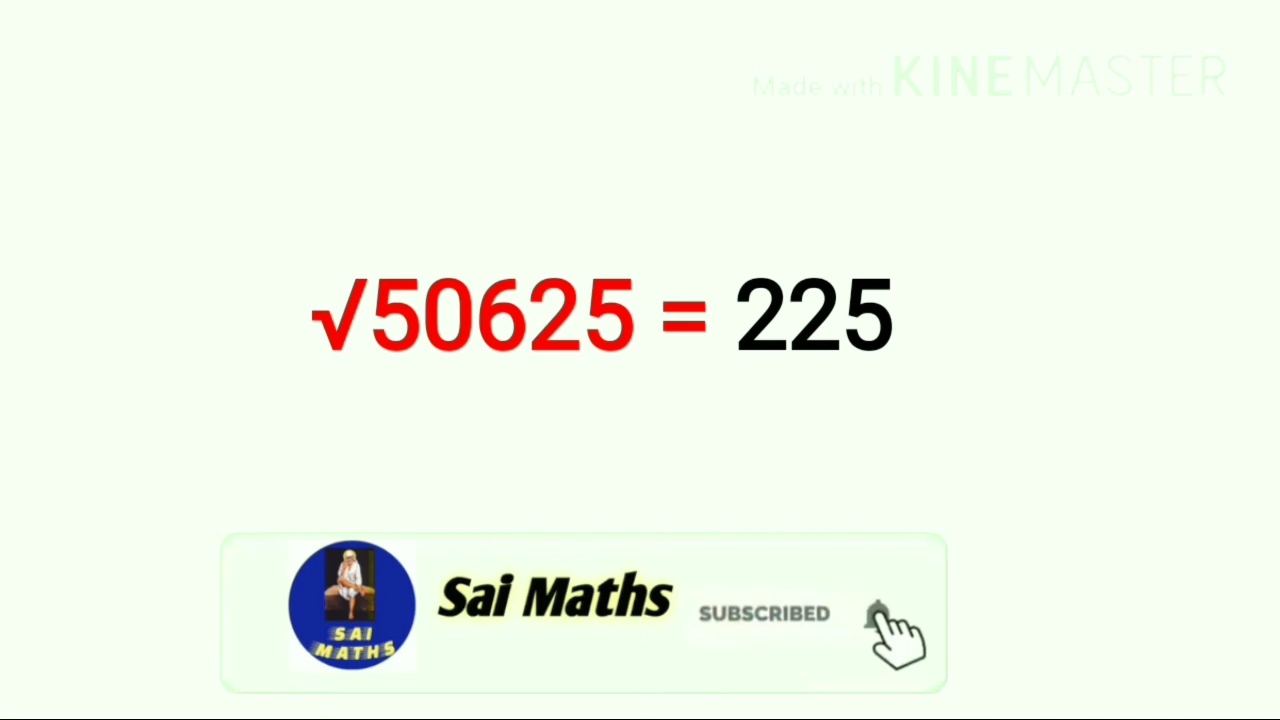 Made with KINEMASTER
√50625 = 225
SAI
MATHS
Sai Maths
SUBSCRIBED